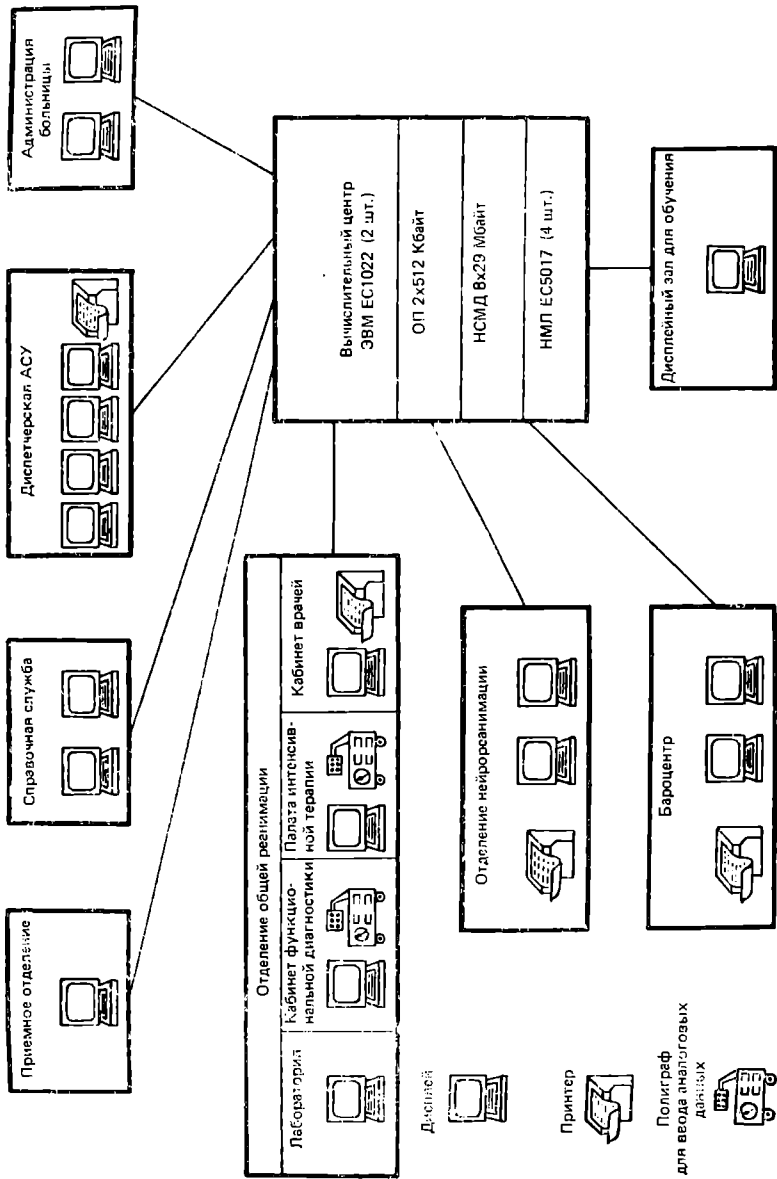 Приемное отделение
Справочная служба
Диспетчерская АСУ
Администрация
больницы
Отделение общей реанимации
Лаборатория
Кабинет функцио-
нальной диагностики
Палата интенсив-
ной терапии
Кабинет врачей
Вычислительный центр
ЭВМ ЕС1022 (2 шт.)
ОП 2х512 Кбайт
НСМД 8х29 Мбайт
НМЛ ЕС5017 (4 шт.)
Отделение нейрореанимации
Бароцентр
Дисплейный зал для обучения
Дисплей
Принтер
Полиграф
для ввода аналоговых
данных